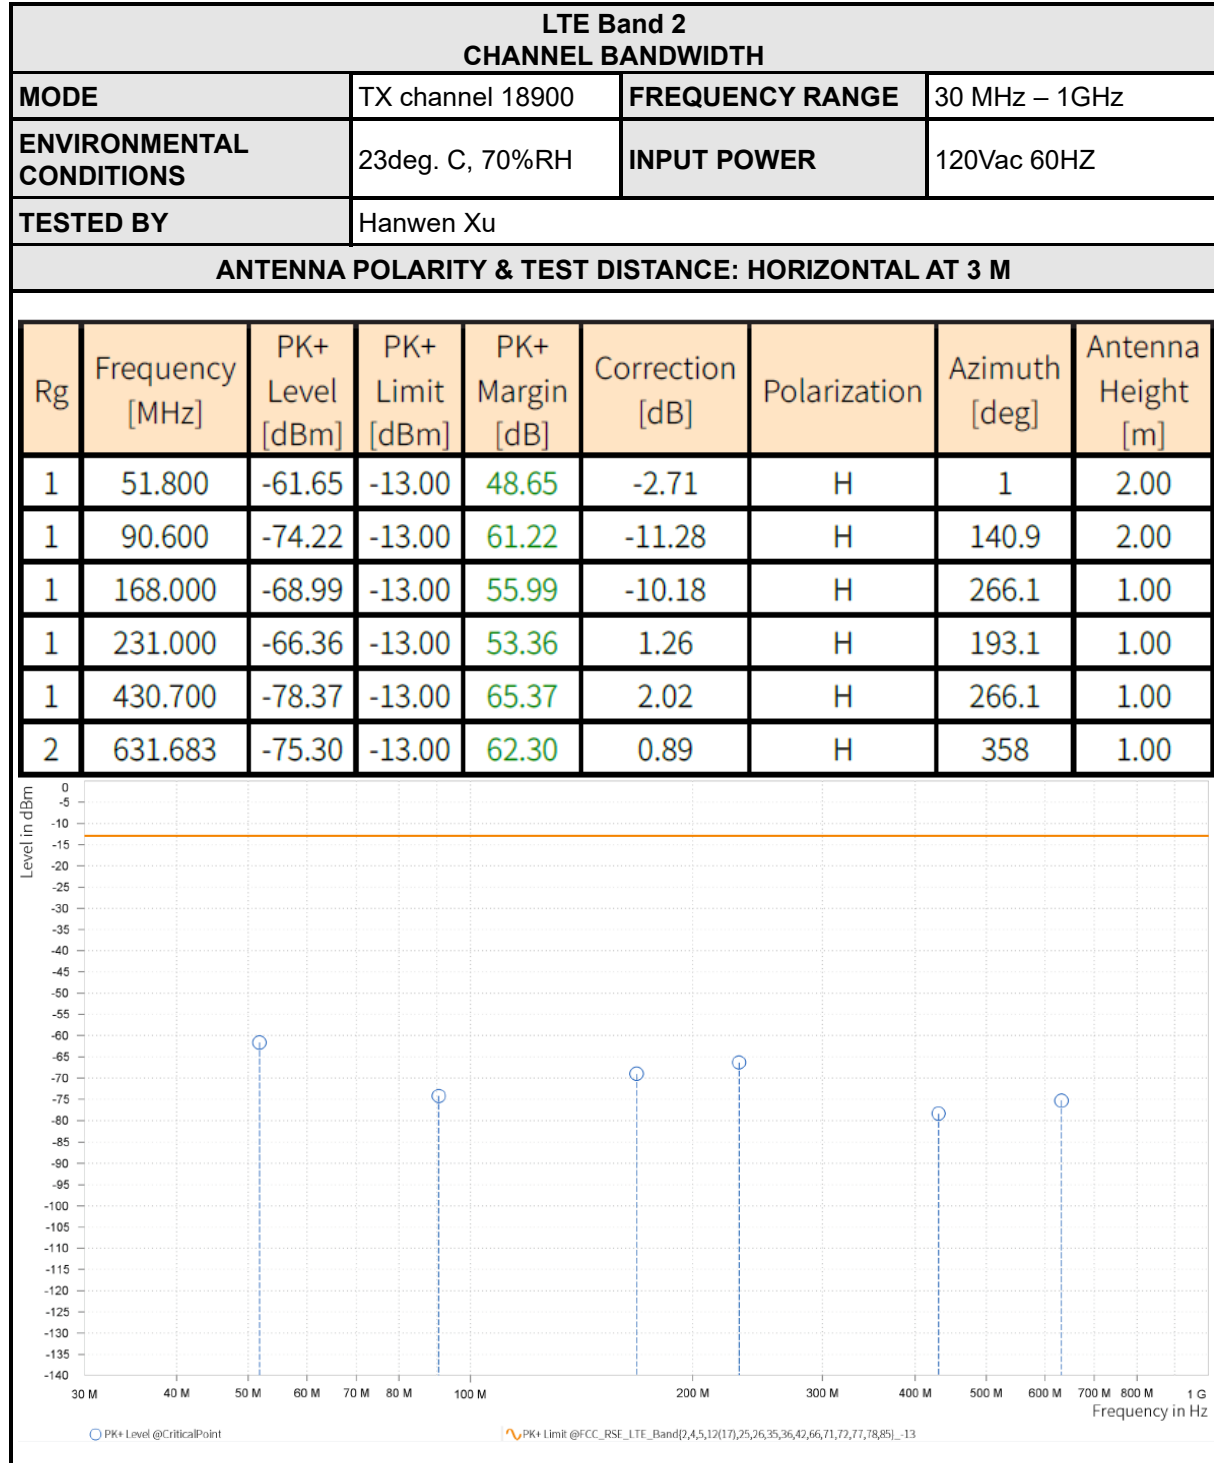 LTE Band 2
CHANNEL BANDWIDTH
MODE TX channel 18900 FREQUENCY RANGE 30 MHz – 1GHz
ENVIRONMENTAL CONDITIONS 23deg. C, 70%RH INPUT POWER 120Vac 60HZ
TESTED BY Hanwen Xu
ANTENNA POLARITY & TEST DISTANCE: HORIZONTAL AT 3 M
Rg Frequency [MHz] PK+ Level [dBm] PK+ Limit [dBm] PK+ Margin [dB] Correction [dB] Polarization Azimuth [deg] Antenna Height [m]
1 51.800 -61.65 -13.00 48.65 -2.71 H 1 2.00
1 90.600 -74.22 -13.00 61.22 -11.28 H 140.9 2.00
1 168.000 -68.99 -13.00 55.99 -10.18 H 266.1 1.00
1 231.000 -66.36 -13.00 53.36 1.26 H 193.1 1.00
1 430.700 -78.37 -13.00 65.37 2.02 H 266.1 1.00
2 631.683 -75.30 -13.00 62.30 0.89 H 358 1.00
Level in dBm
0
-5
-10
-15
-20
-25
-30
-35
-40
-45
-50
-55
-60
-65
-70
-75
-80
-85
-90
-95
-100
-105
-110
-115
-120
-125
-130
-135
-140
30 M 40 M 50 M 60 M 70 M 80 M 100 M 200 M 300 M 400 M 500 M 600 M 700 M 800 M 1 G
Frequency in Hz
PK+ Level @CriticalPoint PK+ Limit @FCC_RSE_LTE_Band{2,4,5,12(17),25,26,35,36,42,66,71,72,77,78,85}_-13